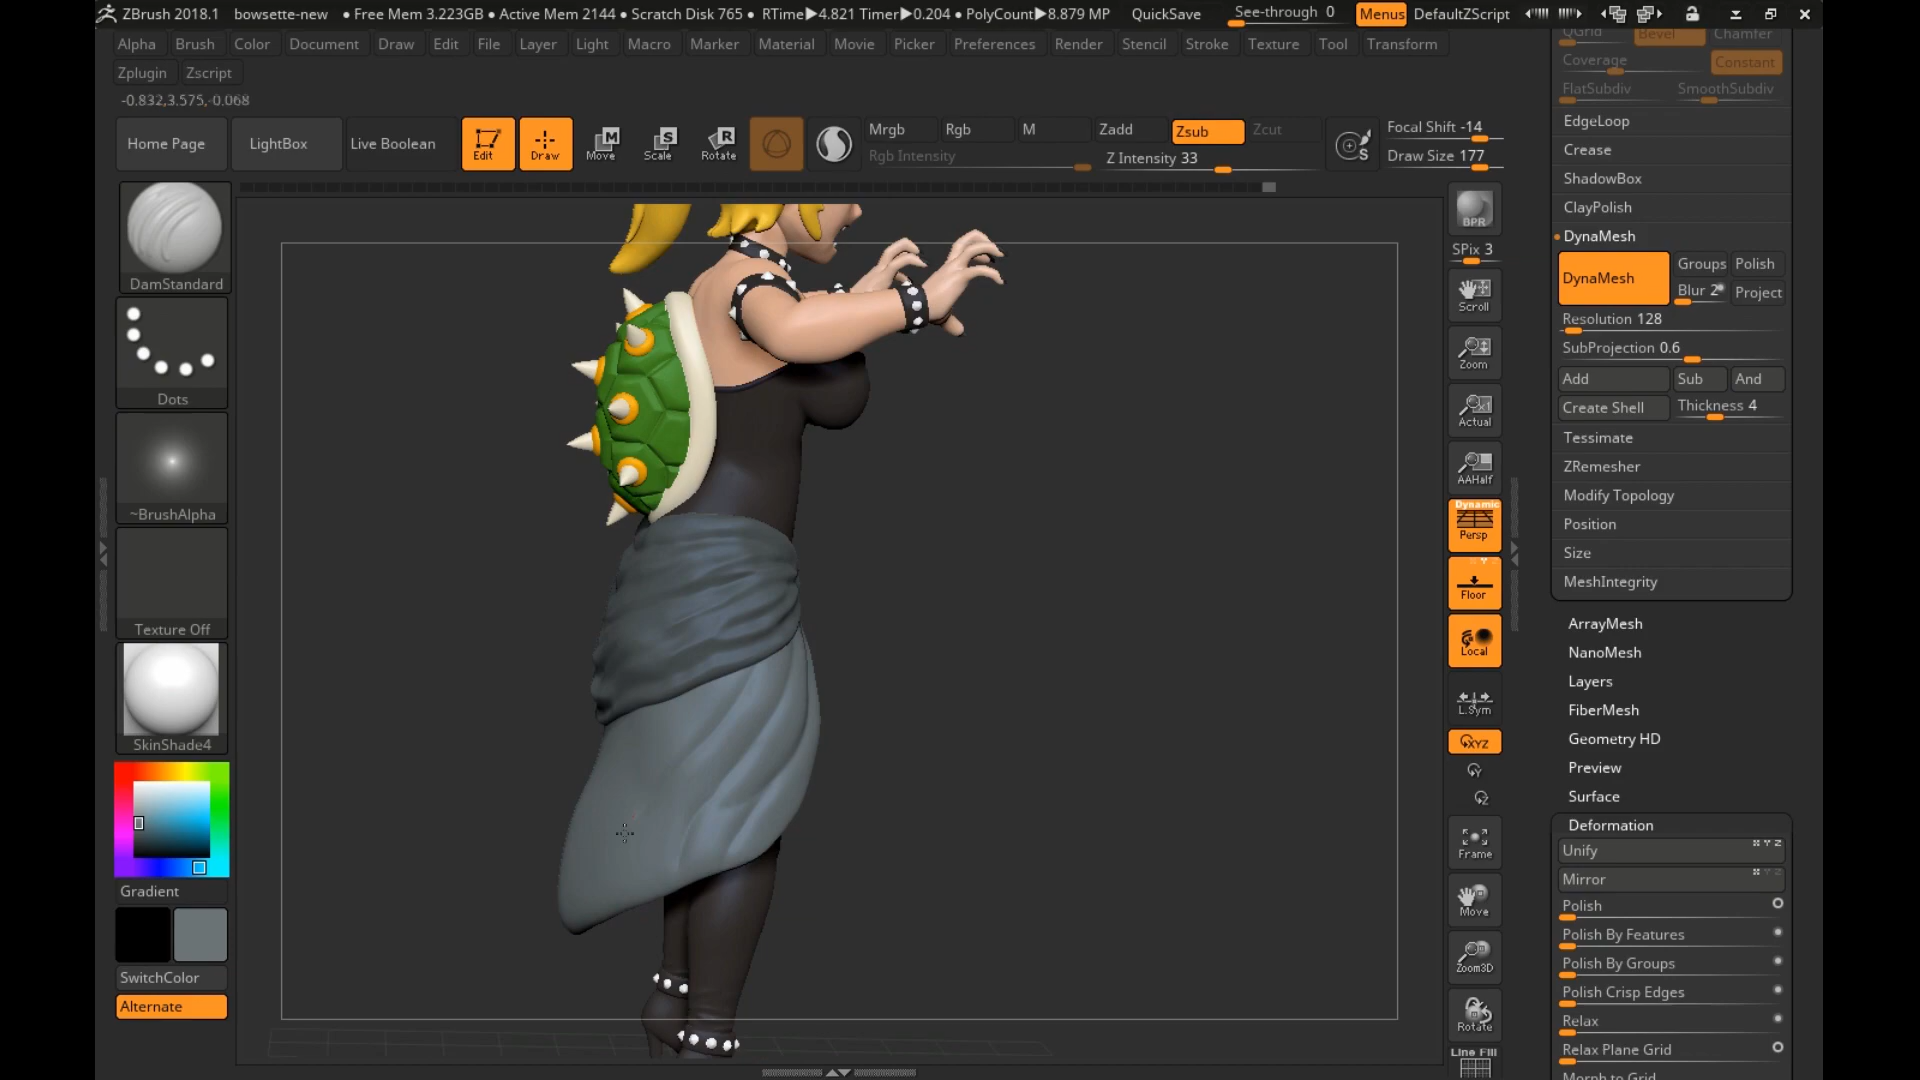 ZBrush 2018.1 bowsette-new • Free Mem 3.223GB • Active Mem 2144 • Scratch Disk 765 • RTime▶4.821 Timer▶0.204 • PolyCount▶8.879 MP QuickSave See-through 0 Menus DefaultZScript
Alpha Brush Color Document Draw Edit File Layer Light Macro Marker Material Movie Picker Preferences Render Stencil Stroke Texture Tool Transform
Zplugin Zscript
-0.832,3.575,-0.068
Home Page LightBox Live Boolean Edit Draw Move Scale Rotate
Mrgb Rgb M Zadd Zsub Zcut
Rgb Intensity Z Intensity 33
Focal Shift -14
Draw Size 177
DamStandard
Dots
~BrushAlpha
Texture Off
SkinShade4
Gradient
SwitchColor
Alternate
BPR
SPix 3
Scroll
Zoom
Actual
AAHalf
Dynamic
Persp
Floor
Local
L.Sym
XYZ
Y
Z
Frame
Move
Zoom3D
Rotate
Line Fill
QGrid Bevel Chamfer
Coverage Constant
FlatSubdiv SmoothSubdiv
EdgeLoop
Crease
ShadowBox
ClayPolish
DynaMesh
DynaMesh Groups Polish
Blur 2 Project
Resolution 128
SubProjection 0.6
Add Sub And
Create Shell Thickness 4
Tessimate
ZRemesher
Modify Topology
Position
Size
MeshIntegrity
ArrayMesh
NanoMesh
Layers
FiberMesh
Geometry HD
Preview
Surface
Deformation
Unify
Mirror
Polish
Polish By Features
Polish By Groups
Polish Crisp Edges
Relax
Relax Plane Grid
Morph to Grid